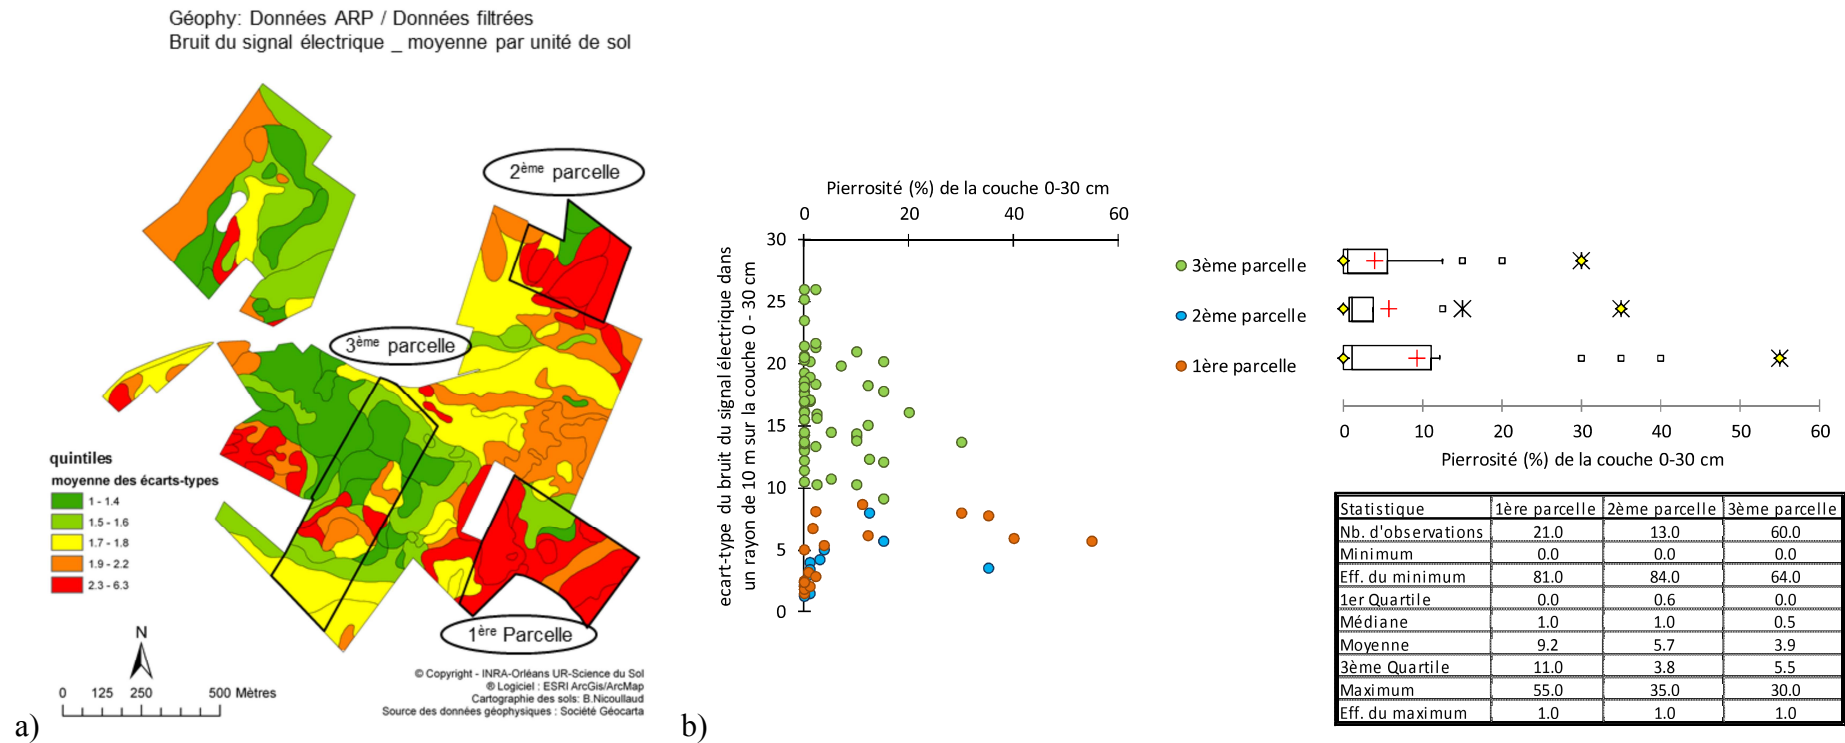 Géophy: Données ARP / Données filtrées
Bruit du signal électrique _ moyenne par unité de sol
2ème parcelle
3ème parcelle
1ère Parcelle
quintiles
moyenne des écarts-types
1 - 1.4
1.5 - 1.6
1.7 - 1.8
1.9 - 2.2
2.3 - 6.3
N
0 125 250 500 Mètres
© Copyright - INRA-Orléans UR-Science du Sol
® Logiciel : ESRI ArcGis/ArcMap
Cartographie des sols: B.Nicoullaud
Source des données géophysiques : Société Géocarta
a)
Pierrosité (%) de la couche 0-30 cm
0 20 40 60
30
25
20
15
10
5
0
ecart-type du bruit du signal électrique dans
un rayon de 10 m sur la couche 0 - 30 cm
3ème parcelle
2ème parcelle
1ère parcelle
0 10 20 30 40 50 60
Pierrosité (%) de la couche 0-30 cm
Statistique 1ère parcelle 2ème parcelle 3ème parcelle
Nb. d'observations 21.0 13.0 60.0
Minimum 0.0 0.0 0.0
Eff. du minimum 81.0 84.0 64.0
1er Quartile 0.0 0.6 0.0
Médiane 1.0 1.0 0.5
Moyenne 9.2 5.7 3.9
3ème Quartile 11.0 3.8 5.5
Maximum 55.0 35.0 30.0
Eff. du maximum 1.0 1.0 1.0
b)